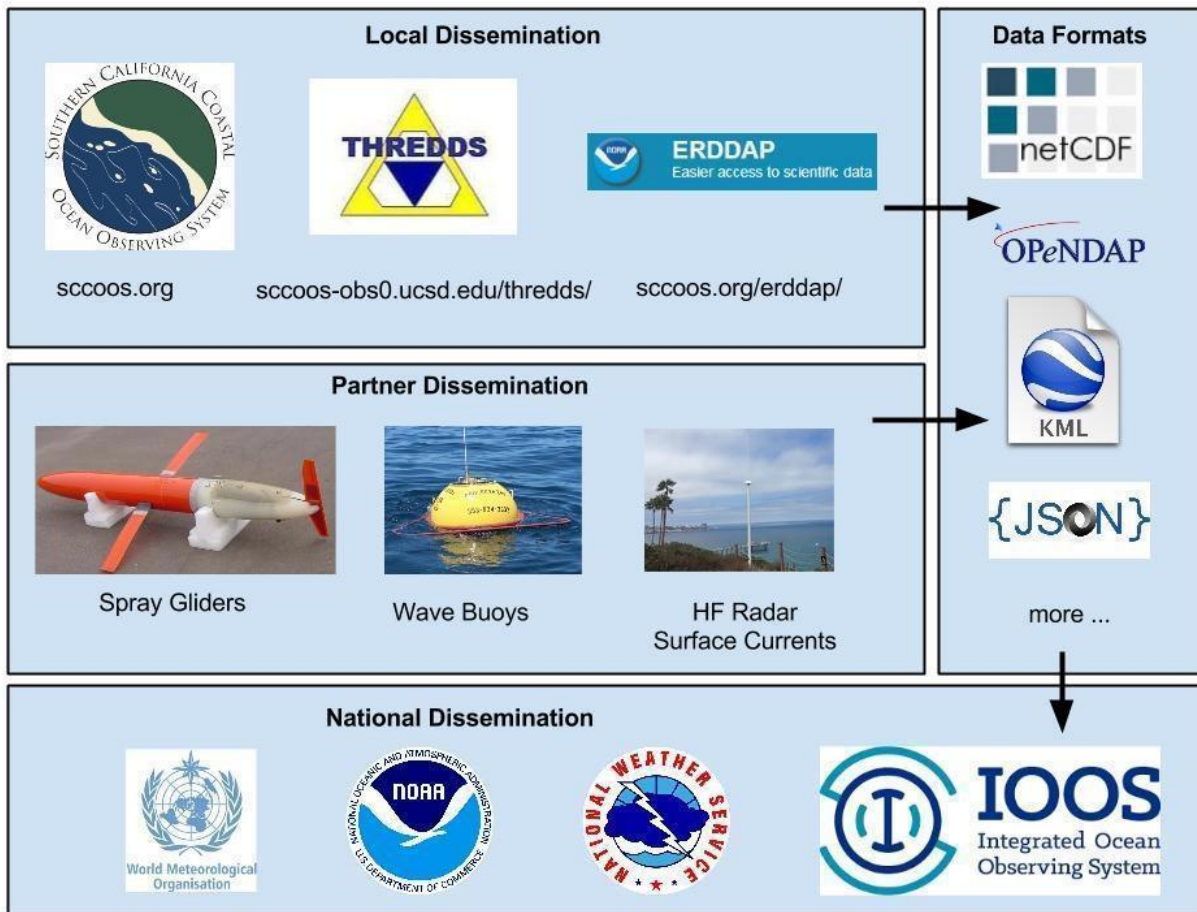 Local Dissemination
SOUTHERN CALIFORNIA COASTAL
OCEAN OBSERVING SYSTEM
THREDDS
NOAA
ERDDAP
Easier access to scientific data
sccoos.org
sccoos-obs0.ucsd.edu/thredds/
sccoos.org/erddap/
Data Formats
netCDF
OPeNDAP
KML
{JSON}
more ...
Partner Dissemination
Spray Gliders
Wave Buoys
HF Radar
Surface Currents
National Dissemination
World Meteorological
Organisation
NATIONAL OCEANIC AND ATMOSPHERIC ADMINISTRATION
NOAA
U.S. DEPARTMENT OF COMMERCE
NATIONAL WEATHER SERVICE
IOOS
Integrated Ocean
Observing System